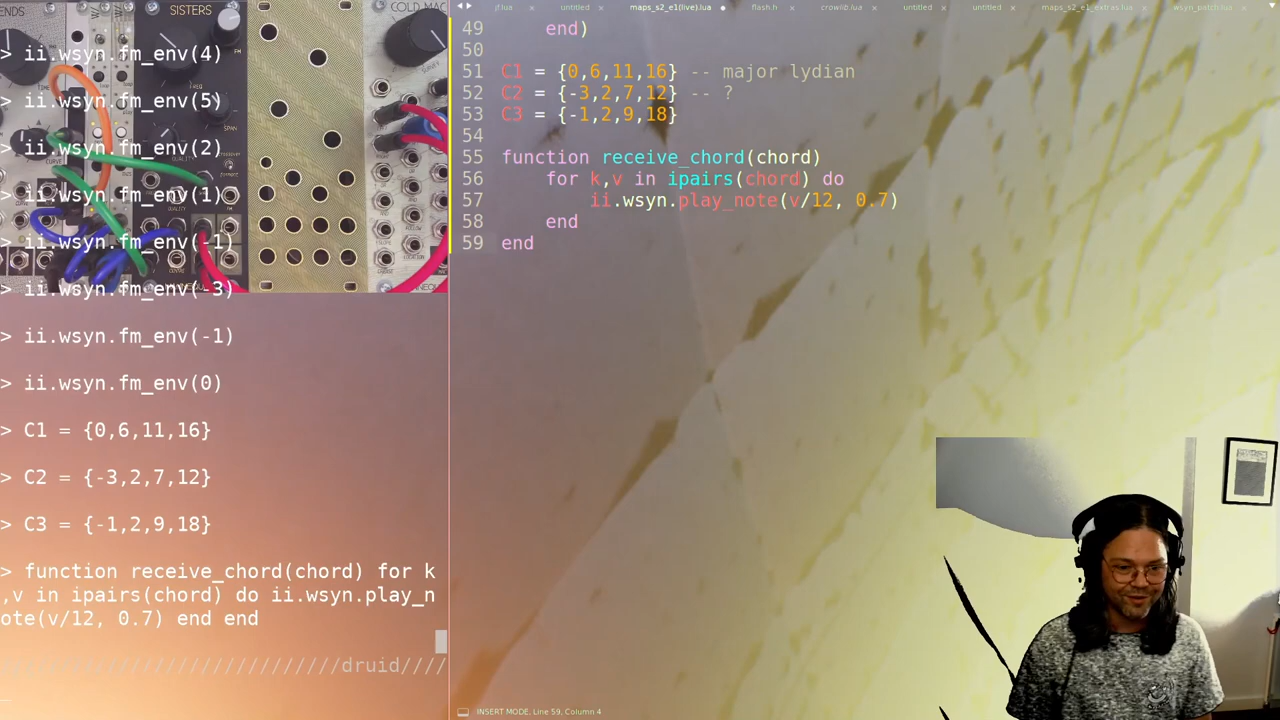 SISTERS
COLD MAC
> ii.wsyn.fm_env(4)
> ii.wsyn.fm_env(5)
> ii.wsyn.fm_env(2)
> ii.wsyn.fm_env(1)
> ii.wsyn.fm_env(-1)
> ii.wsyn.fm_env(-3)
> ii.wsyn.fm_env(-1)
> ii.wsyn.fm_env(0)
> C1 = {0,6,11,16}
> C2 = {-3,2,7,12}
> C3 = {-1,2,9,18}
> function receive_chord(chord) for k
,v in ipairs(chord) do ii.wsyn.play_n
ote(v/12, 0.7) end end
/////////////////////////////druid////
untitled maps_s2_e1(live).lua flash.h crowlib.lua untitled untitled maps_s2_e1_extras.lua wsyn_patch.lua
49 end)
50
51 C1 = {0,6,11,16} -- major lydian
52 C2 = {-3,2,7,12} -- ?
53 C3 = {-1,2,9,18}
54
55 function receive_chord(chord)
56 for k,v in ipairs(chord) do
57 ii.wsyn.play_note(v/12, 0.7)
58 end
59 end
INSERT MODE, Line 59, Column 4